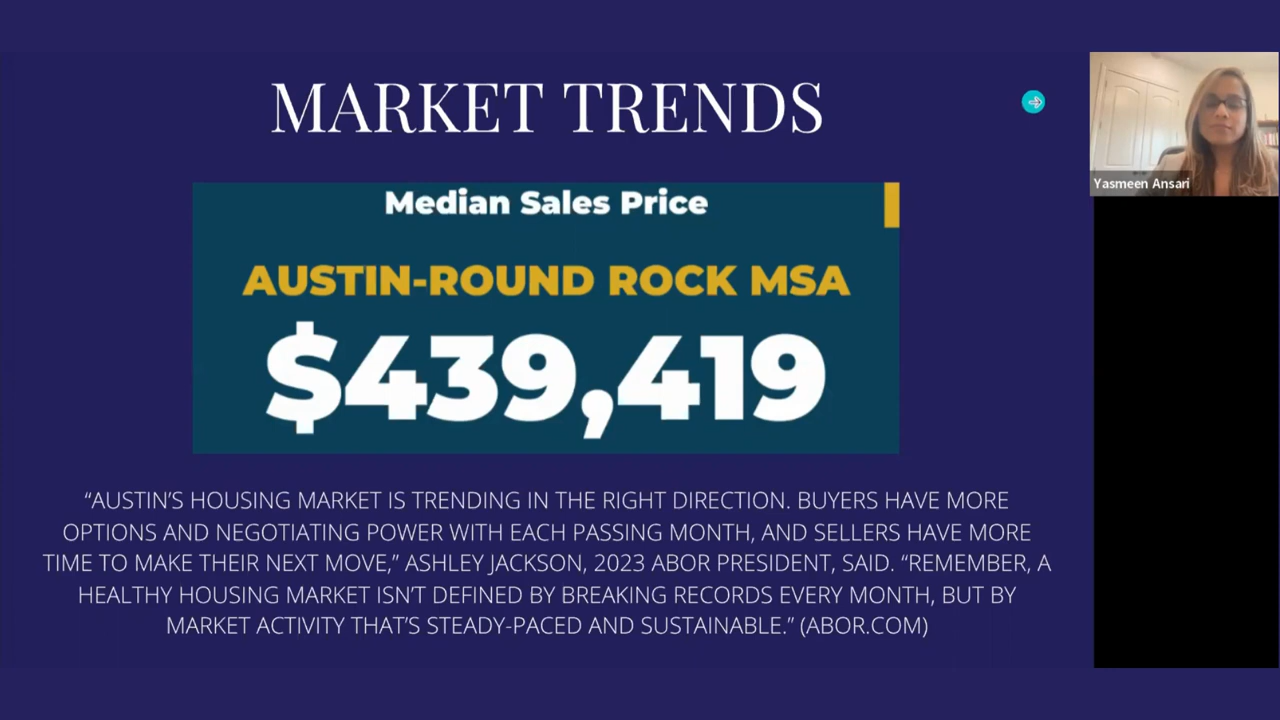 MARKET TRENDS
Median Sales Price
AUSTIN-ROUND ROCK MSA
$439,419
“AUSTIN’S HOUSING MARKET IS TRENDING IN THE RIGHT DIRECTION. BUYERS HAVE MORE
OPTIONS AND NEGOTIATING POWER WITH EACH PASSING MONTH, AND SELLERS HAVE MORE
TIME TO MAKE THEIR NEXT MOVE,” ASHLEY JACKSON, 2023 ABOR PRESIDENT, SAID. “REMEMBER, A
HEALTHY HOUSING MARKET ISN’T DEFINED BY BREAKING RECORDS EVERY MONTH, BUT BY
MARKET ACTIVITY THAT’S STEADY-PACED AND SUSTAINABLE.” (ABOR.COM)
Yasmeen Ansari